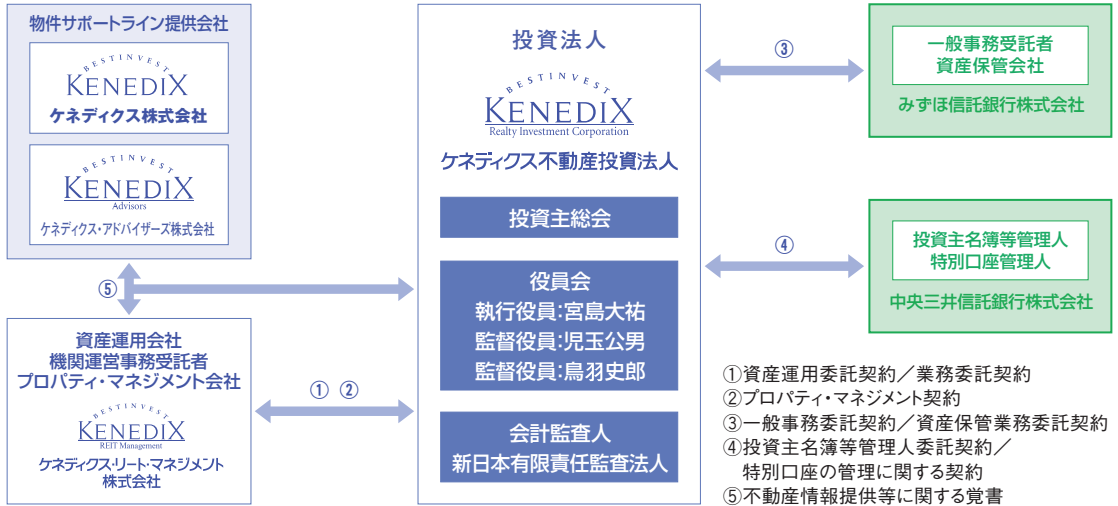 物件サポートライン提供会社
BESTINVEST
KENEDIX
ケネディクス株式会社
BESTINVEST
KENEDIX
Advisors
ケネディクス・アドバイザーズ株式会社
⑤
資産運用会社
機関運営事務受託者
プロパティ・マネジメント会社
BESTINVEST
KENEDIX
REIT Management
ケネディクス・リート・マネジメント
株式会社
① ②
投資法人
BESTINVEST
KENEDIX
Realty Investment Corporation
ケネディクス不動産投資法人
投資主総会
役員会
執行役員:宮島大祐
監督役員:児玉公男
監督役員:鳥羽史郎
会計監査人
新日本有限責任監査法人
③
一般事務受託者
資産保管会社
みずほ信託銀行株式会社
④
投資主名簿等管理人
特別口座管理人
中央三井信託銀行株式会社
①資産運用委託契約/業務委託契約
②プロパティ・マネジメント契約
③一般事務委託契約/資産保管業務委託契約
④投資主名簿等管理人委託契約/
特別口座の管理に関する契約
⑤不動産情報提供等に関する覚書